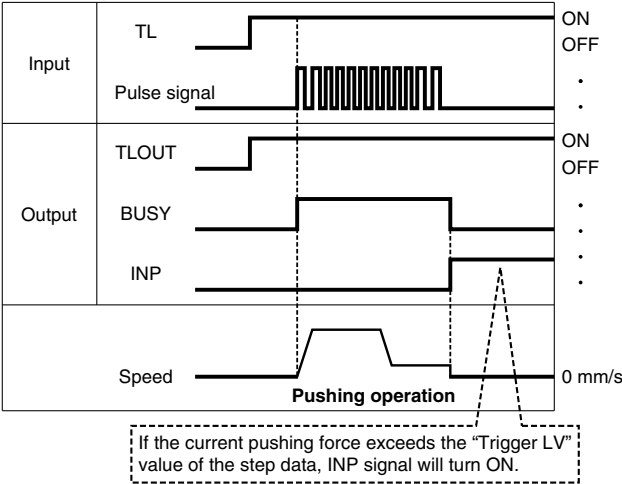 Input
TL
ON
OFF
Pulse signal
Output
TLOUT
ON
OFF
BUSY
INP
Speed
0 mm/s
Pushing operation
If the current pushing force exceeds the “Trigger LV”
value of the step data, INP signal will turn ON.